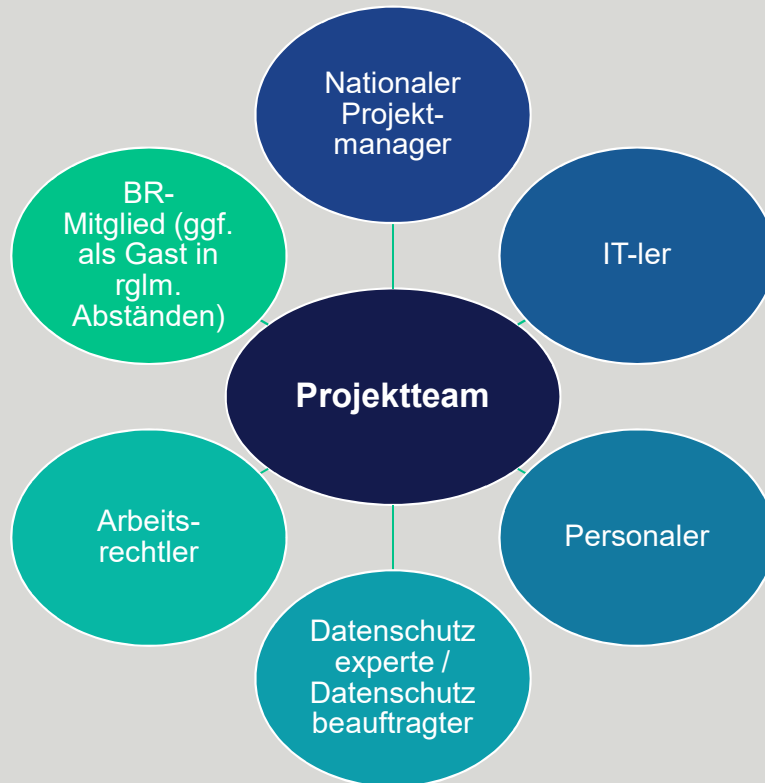 Nationaler
Projekt-
manager
BR-
Mitglied (ggf.
als Gast in
rglm.
Abständen)
IT-ler
Projektteam
Arbeits-
rechtler
Personaler
Datenschutz
experte /
Datenschutz
beauftragter